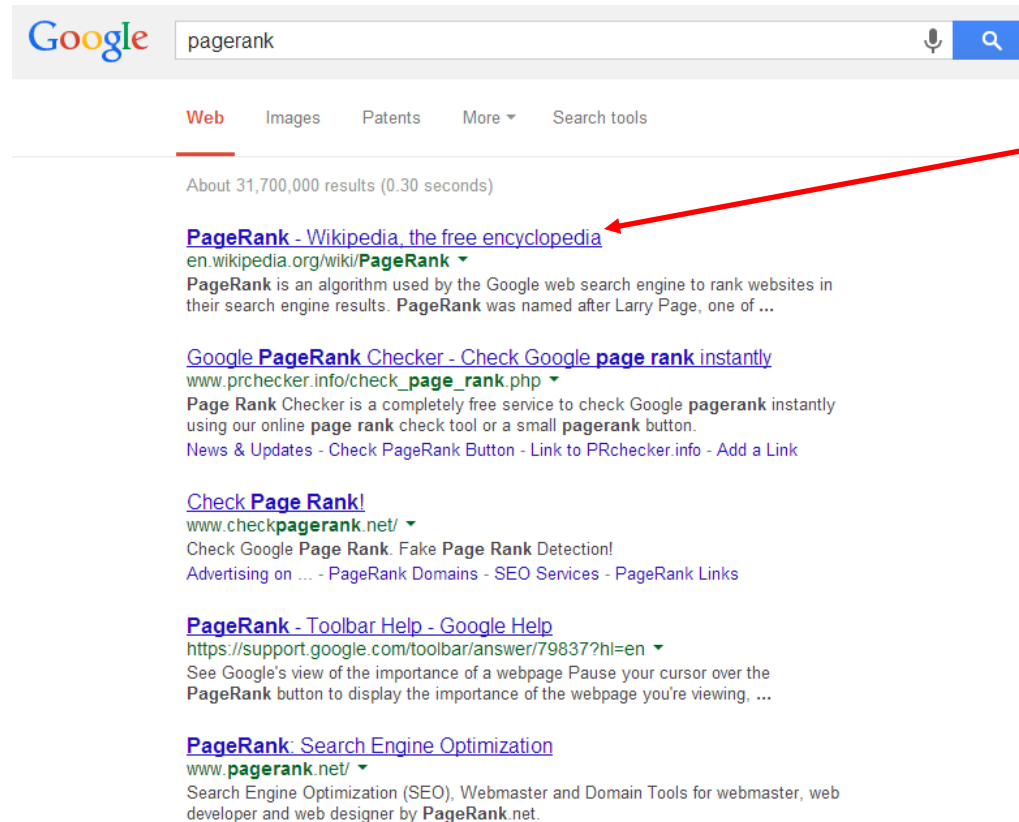 Google
pagerank
Web Images Patents More Search tools
About 31,700,000 results (0.30 seconds)
PageRank - Wikipedia, the free encyclopedia
en.wikipedia.org/wiki/PageRank
PageRank is an algorithm used by the Google web search engine to rank websites in
their search engine results. PageRank was named after Larry Page, one of ...
Google PageRank Checker - Check Google page rank instantly
www.prchecker.info/check_page_rank.php
Page Rank Checker is a completely free service to check Google pagerank instantly
using our online page rank check tool or a small pagerank button.
News & Updates - Check PageRank Button - Link to PRchecker.info - Add a Link
Check Page Rank!
www.checkpagerank.net/
Check Google Page Rank. Fake Page Rank Detection!
Advertising on ... - PageRank Domains - SEO Services - PageRank Links
PageRank - Toolbar Help - Google Help
https://support.google.com/toolbar/answer/79837?hl=en
See Google's view of the importance of a webpage Pause your cursor over the
PageRank button to display the importance of the webpage you're viewing, ...
PageRank: Search Engine Optimization
www.pagerank.net/
Search Engine Optimization (SEO), Webmaster and Domain Tools for webmaster, web
developer and web designer by PageRank.net.